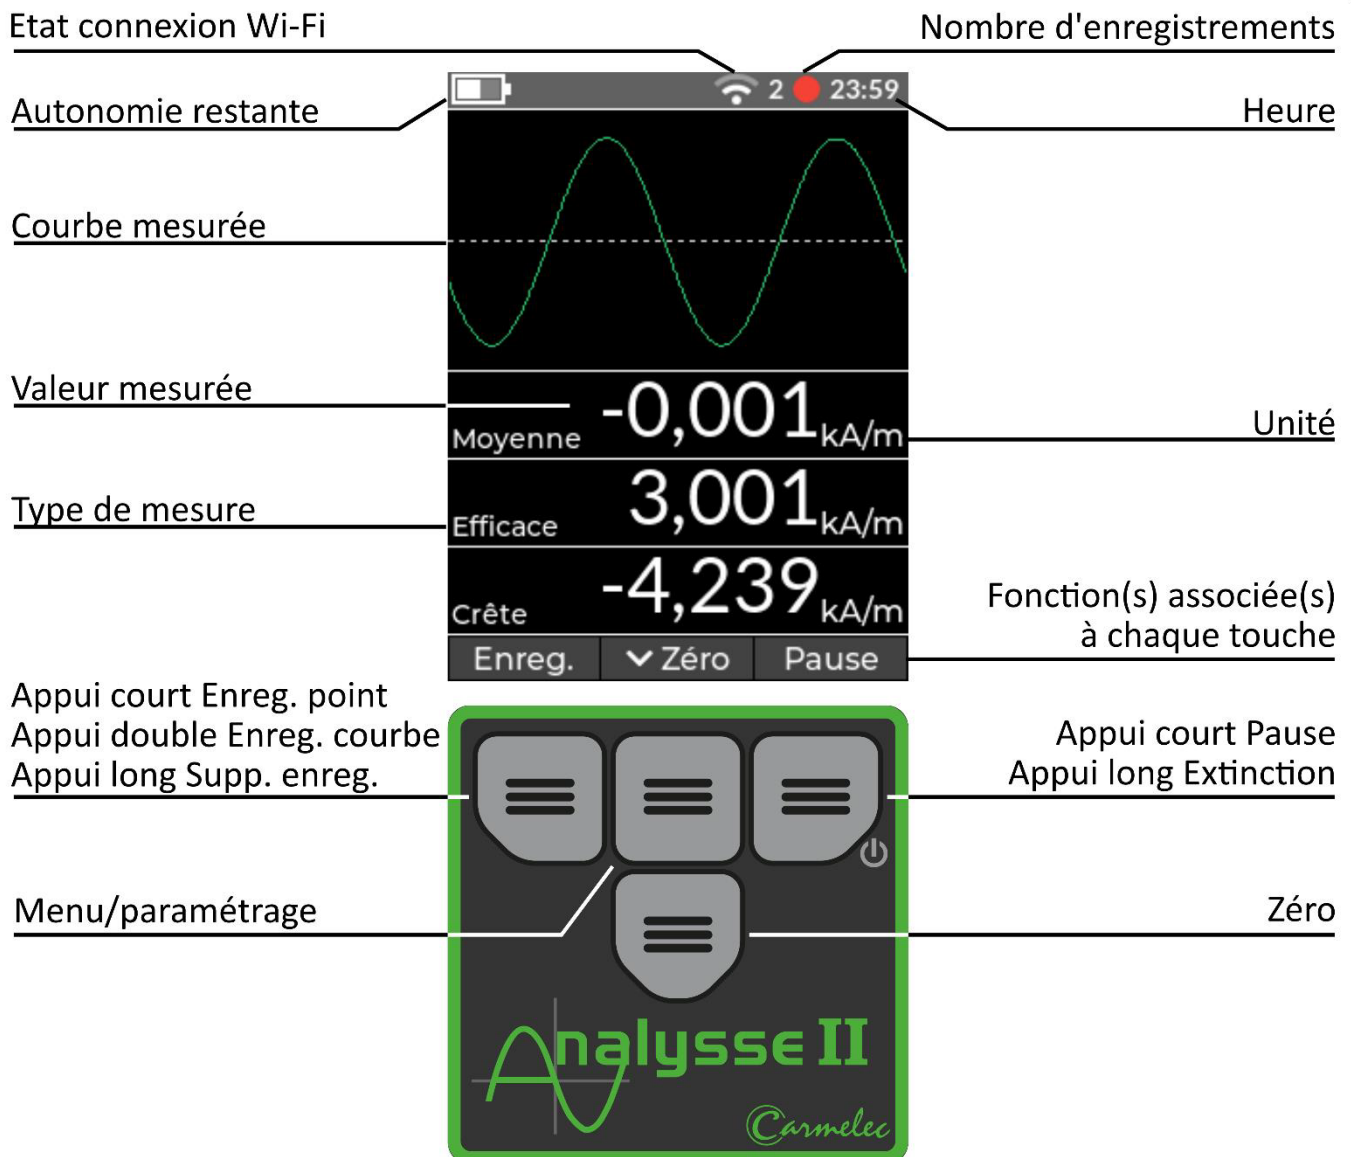 Etat connexion Wi-Fi
Nombre d'enregistrements
2 23:59
Autonomie restante
Heure
Courbe mesurée
Valeur mesurée
Moyenne -0,001 kA/m
Unité
Type de mesure
Efficace 3,001 kA/m
Crête -4,239 kA/m
Fonction(s) associée(s)
à chaque touche
Enreg. Zéro Pause
Appui court Enreg. point
Appui double Enreg. courbe
Appui long Supp. enreg.
Appui court Pause
Appui long Extinction
Menu/paramétrage
Zéro
Analysse II
Carmelec